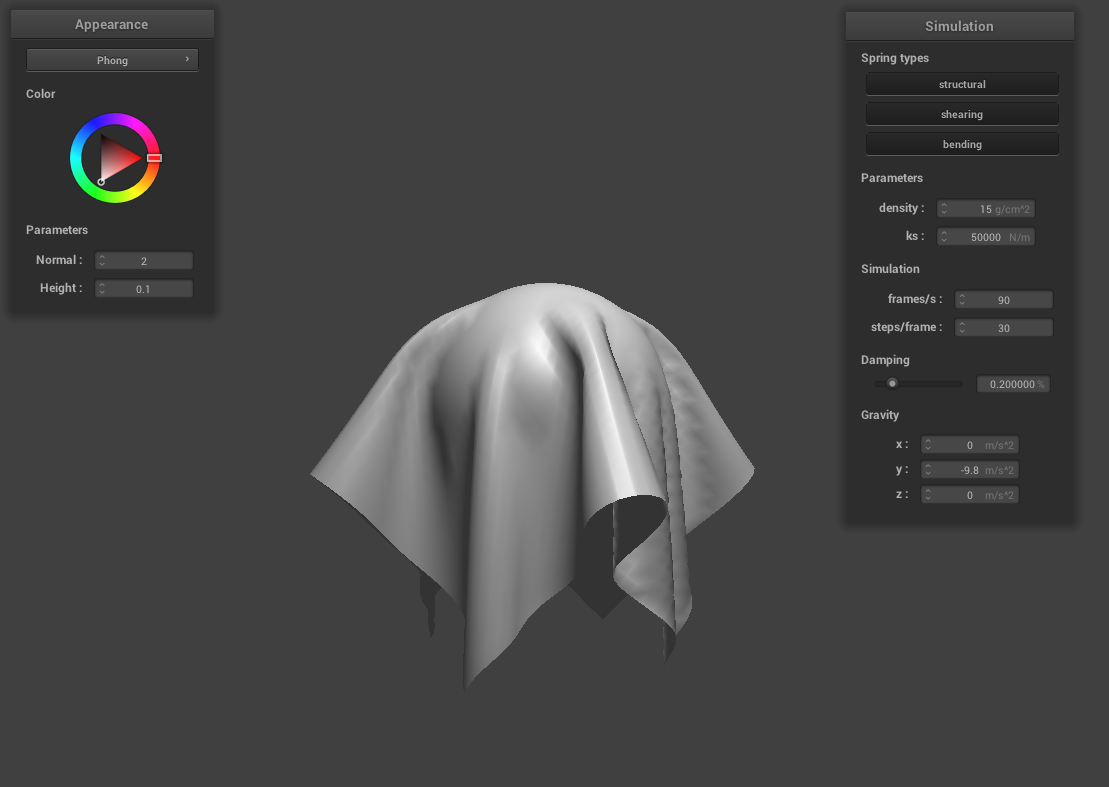 Appearance
Phong ›
Color
Parameters
Normal : 2
Height : 0.1
Simulation
Spring types
structural
shearing
bending
Parameters
density : 15 g/cm^2
ks : 50000 N/m
Simulation
frames/s : 90
steps/frame : 30
Damping
0.200000 %
Gravity
x : 0 m/s^2
y : -9.8 m/s^2
z : 0 m/s^2